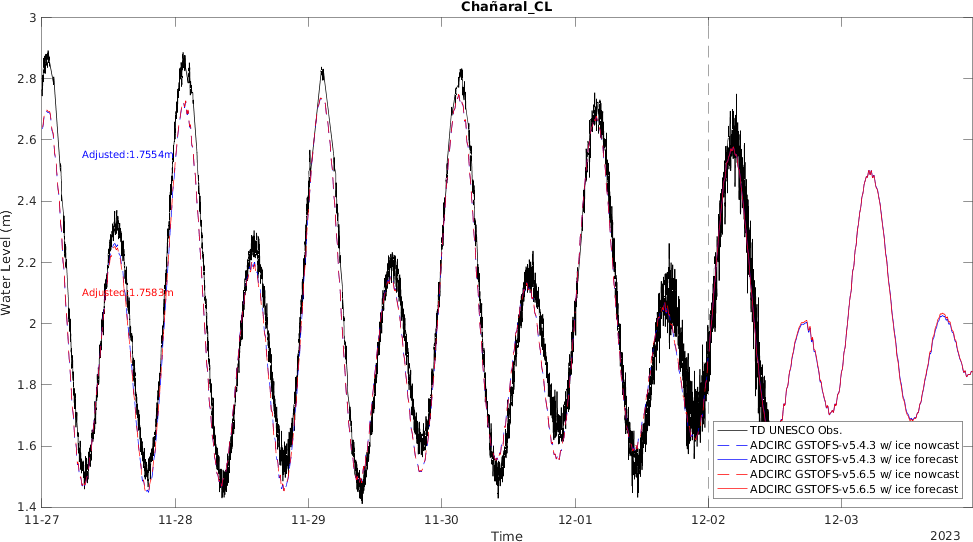 Chañaral_CL
3
2.8
2.6
2.4
2.2
2
1.8
1.6
1.4
Water Level (m)
Adjusted:1.7554m
Adjusted:1.7583m
TD UNESCO Obs.
ADCIRC GSTOFS-v5.4.3 w/ ice nowcast
ADCIRC GSTOFS-v5.4.3 w/ ice forecast
ADCIRC GSTOFS-v5.6.5 w/ ice nowcast
ADCIRC GSTOFS-v5.6.5 w/ ice forecast
11-27 11-28 11-29 11-30 12-01 12-02 12-03
Time
2023